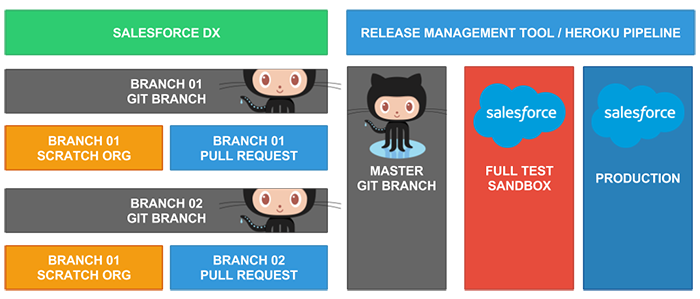 SALESFORCE DX
RELEASE MANAGEMENT TOOL / HEROKU PIPELINE
BRANCH 01
GIT BRANCH
BRANCH 01
SCRATCH ORG
BRANCH 01
PULL REQUEST
BRANCH 02
GIT BRANCH
BRANCH 01
SCRATCH ORG
BRANCH 02
PULL REQUEST
MASTER
GIT BRANCH
salesforce
FULL TEST
SANDBOX
salesforce
PRODUCTION